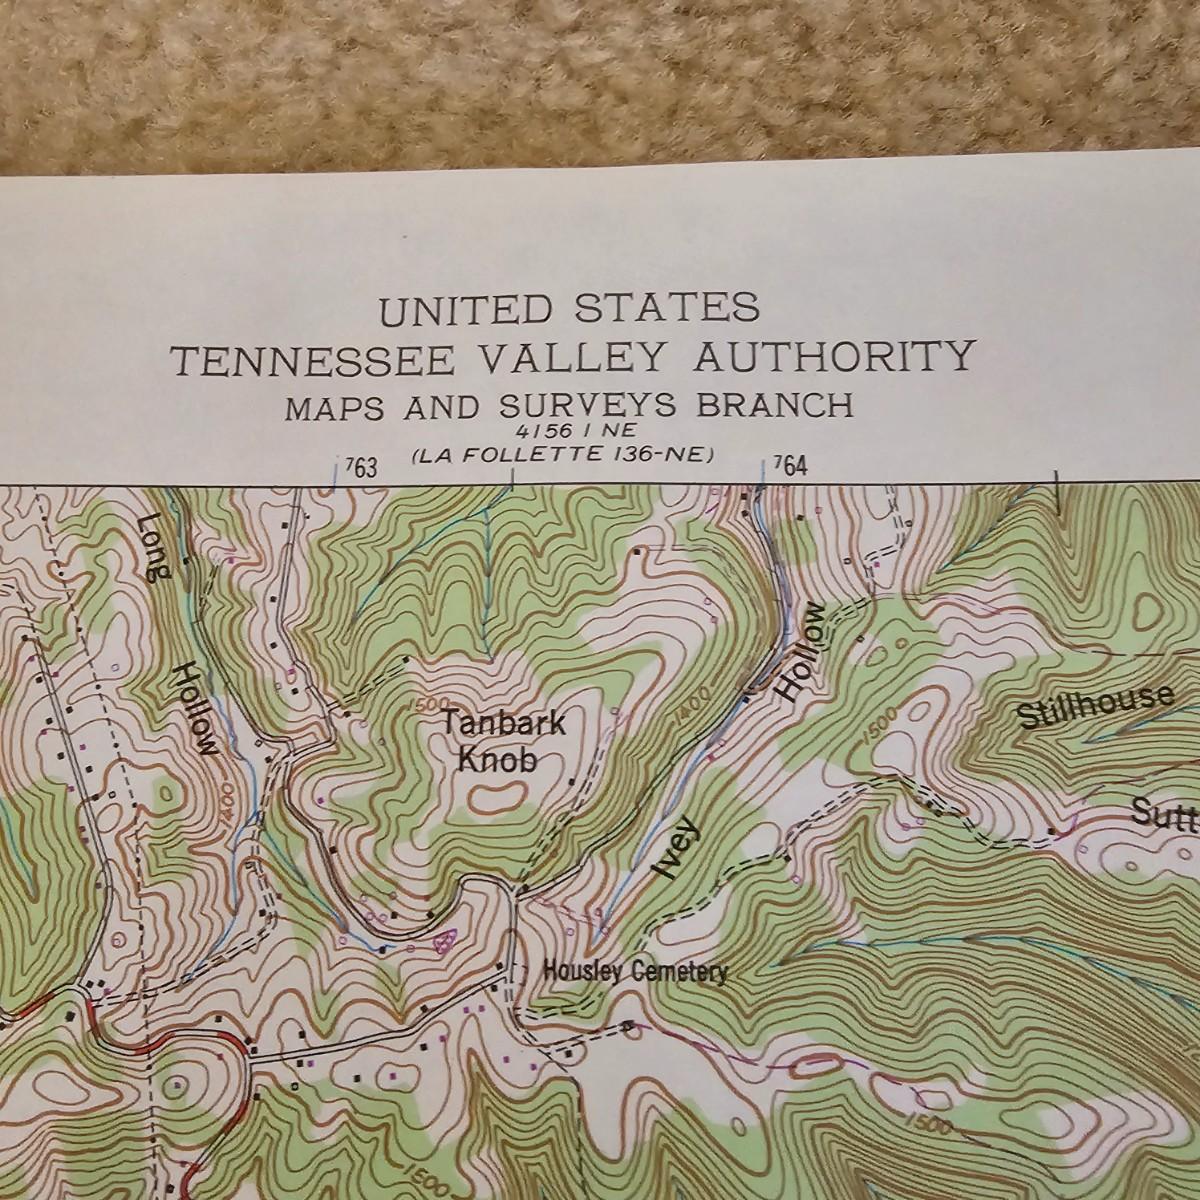 UNITED STATES
TENNESSEE VALLEY AUTHORITY
MAPS AND SURVEYS BRANCH
4156 I NE
(LA FOLLETTE 136-NE)
763
764
Long
Hollow
1400
1500
Tanbark
Knob
1400
Hollow
Ivey
1500
Stillhouse
Sutt
Housley Cemetery
1500
1500